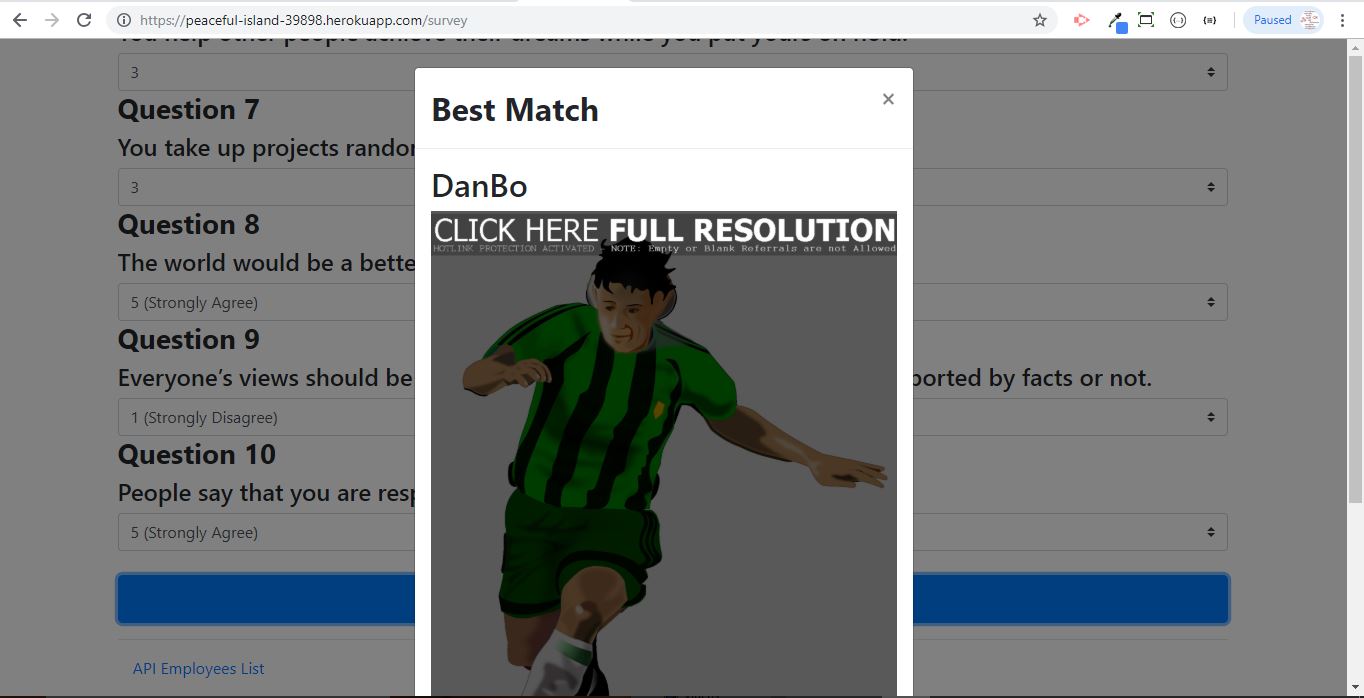 https://peaceful-island-39898.herokuapp.com/survey
Paused
You help other people achieve their dreams while you put yours on hold.
3
Question 7
You take up projects random
3
Question 8
The world would be a bette
5 (Strongly Agree)
Question 9
Everyone’s views should be ported by facts or not.
1 (Strongly Disagree)
Question 10
People say that you are resp
5 (Strongly Agree)
API Employees List
Best Match
×
DanBo
CLICK HERE FULL RESOLUTION
HOTLINK PROTECTION ACTIVATED - NOTE: Empty or Blank Referrals are not Allowed